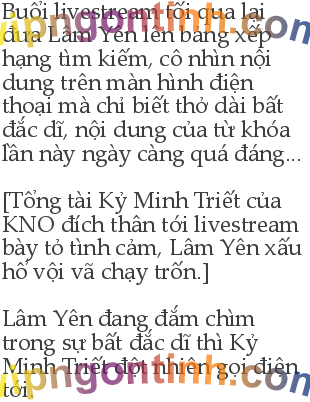 Buổi livestream tối qua lại
đưa Lâm Yên lên bảng xếp
hạng tìm kiếm, cô nhìn nội
dung trên màn hình điện
thoại mà chỉ biết thở dài bất
đắc dĩ, nội dung của từ khóa
lần này ngày càng quá đáng...
[Tổng tài Kỷ Minh Triết của
KNO đích thân tới livestream
bày tỏ tình cảm, Lâm Yên xấu
hổ vội vã chạy trốn.]
Lâm Yên đang đắm chìm
trong sự bất đắc dĩ thì Kỷ
Minh Triết đột nhiên gọi điện
tới.
vipngontinh.com
vipngontinh.com